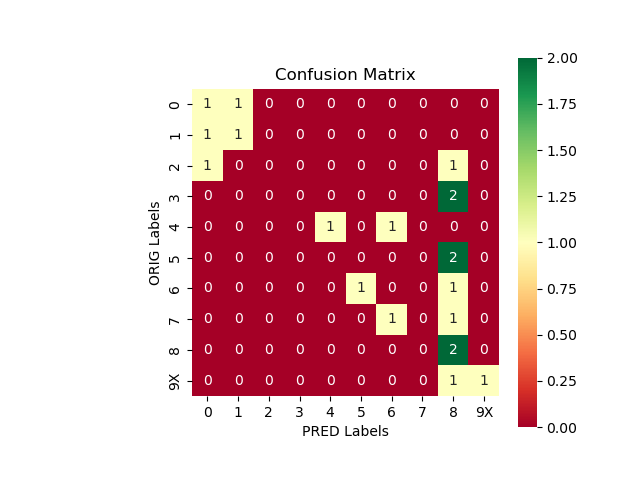 Confusion Matrix
ORIG Labels
0 1 1 0 0 0 0 0 0 0 0
1 1 1 0 0 0 0 0 0 0 0
2 1 0 0 0 0 0 0 0 1 0
3 0 0 0 0 0 0 0 0 2 0
4 0 0 0 0 1 0 1 0 0 0
5 0 0 0 0 0 0 0 0 2 0
6 0 0 0 0 0 1 0 0 1 0
7 0 0 0 0 0 0 1 0 1 0
8 0 0 0 0 0 0 0 0 2 0
9X 0 0 0 0 0 0 0 0 1 1
0 1 2 3 4 5 6 7 8 9X
PRED Labels
2.00
1.75
1.50
1.25
1.00
0.75
0.50
0.25
0.00